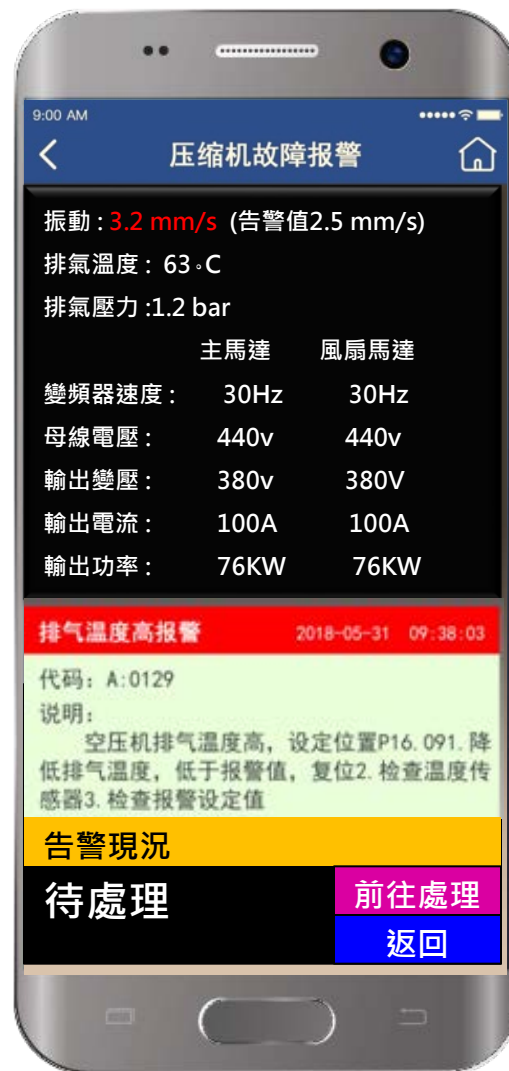 9:00 AM
压缩机故障报警
振動 : 3.2 mm/s (告警值2.5 mm/s)
排氣溫度 : 63◦C
排氣壓力 :1.2 bar
主馬達 風扇馬達
變頻器速度 : 30Hz 30Hz
母線電壓 : 440v 440v
輸出變壓 : 380v 380V
輸出電流 : 100A 100A
輸出功率 : 76KW 76KW
排气温度高报警 2018-05-31 09:38:03
代码: A:0129
说明:
空压机排气温度高, 设定位置P16.091.降
低排气温度, 低于报警值, 复位2.检查温度传
感器3.检查报警设定值
告警現況
待處理
前往處理
返回